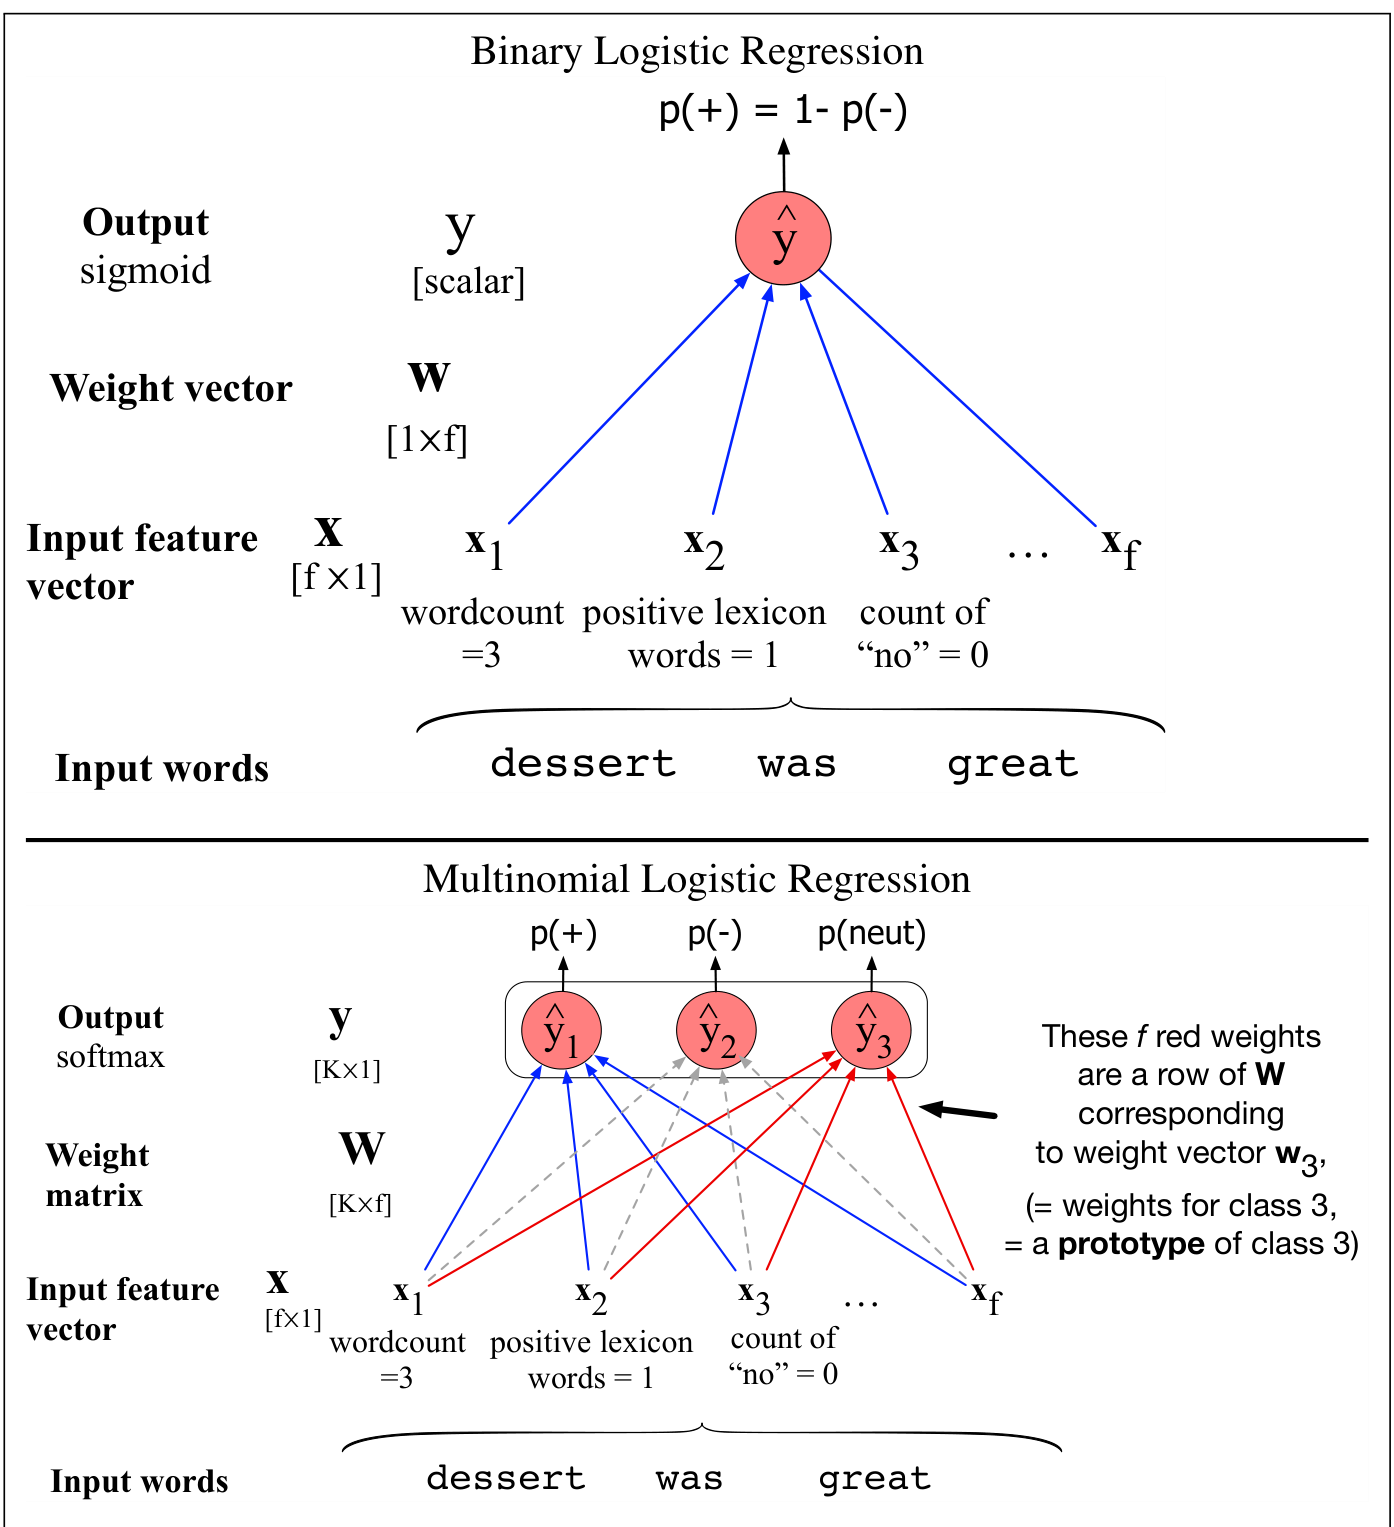 Binary Logistic Regression
p(+) = 1- p(-)
Output
sigmoid
y
[scalar]
ŷ
Weight vector
w
[1×f]
Input feature
vector
x
[f ×1]
x1 x2 x3 … xf
wordcount
=3
positive lexicon
words = 1
count of
“no” = 0
Input words
dessert was great
Multinomial Logistic Regression
p(+) p(-) p(neut)
Output
softmax
y
[K×1]
ŷ1 ŷ2 ŷ3
These f red weights
are a row of W
corresponding
to weight vector w3,
(= weights for class 3,
= a prototype of class 3)
Weight
matrix
W
[K×f]
Input feature
vector
x
[f×1]
x1 x2 x3 … xf
wordcount
=3
positive lexicon
words = 1
count of
“no” = 0
Input words
dessert was great